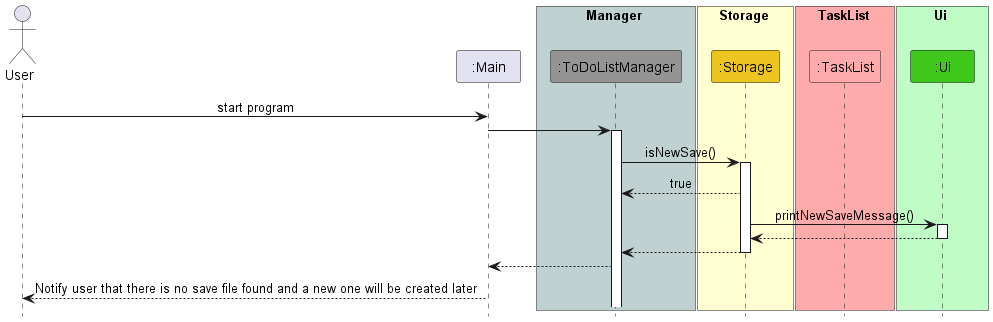 Manager
Storage
TaskList
Ui
User
:Main
:ToDoListManager
:Storage
:TaskList
:Ui
start program
isNewSave()
true
printNewSaveMessage()
Notify user that there is no save file found and a new one will be created later